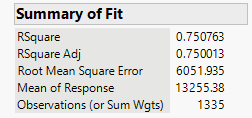 Summary of Fit
RSquare 0.750763
RSquare Adj 0.750013
Root Mean Square Error 6051.935
Mean of Response 13255.38
Observations (or Sum Wgts) 1335